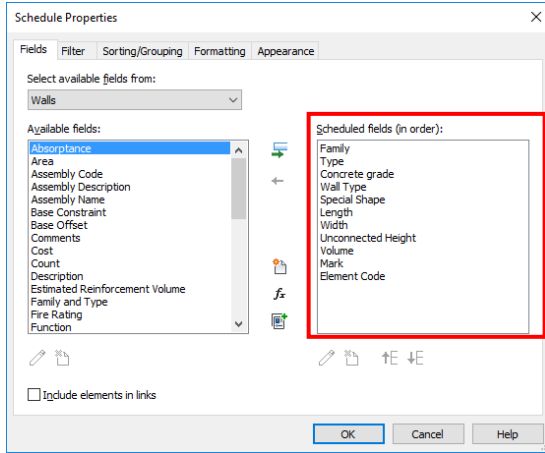 Schedule Properties
Fields Filter Sorting/Grouping Formatting Appearance
Select available fields from:
Walls
Available fields:
Absorptance
Area
Assembly Code
Assembly Description
Assembly Name
Base Constraint
Base Offset
Comments
Cost
Count
Description
Estimated Reinforcement Volume
Family and Type
Fire Rating
Function
fx
Scheduled fields (in order):
Family
Type
Concrete grade
Wall Type
Special Shape
Length
Width
Unconnected Height
Volume
Mark
Element Code
Include elements in links
OK Cancel Help